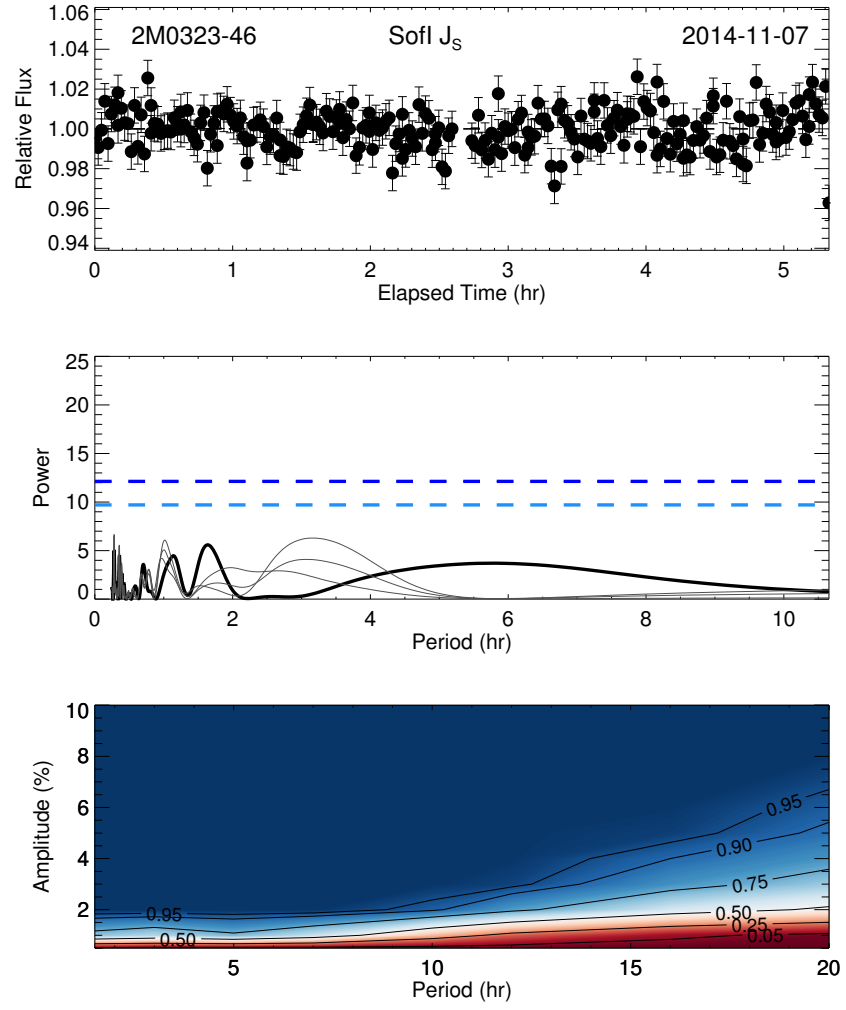 2M0323-46 SofI J_S 2014-11-07
1.06
1.04
1.02
1.00
0.98
0.96
0.94
Relative Flux
0 1 2 3 4 5
Elapsed Time (hr)
25
20
15
10
5
0
Power
0 2 4 6 8 10
Period (hr)
10
8
6
4
2
Amplitude (%)
0.95
0.90
0.75
0.95 0.50
0.50 0.25
0.05
5 10 15 20
Period (hr)